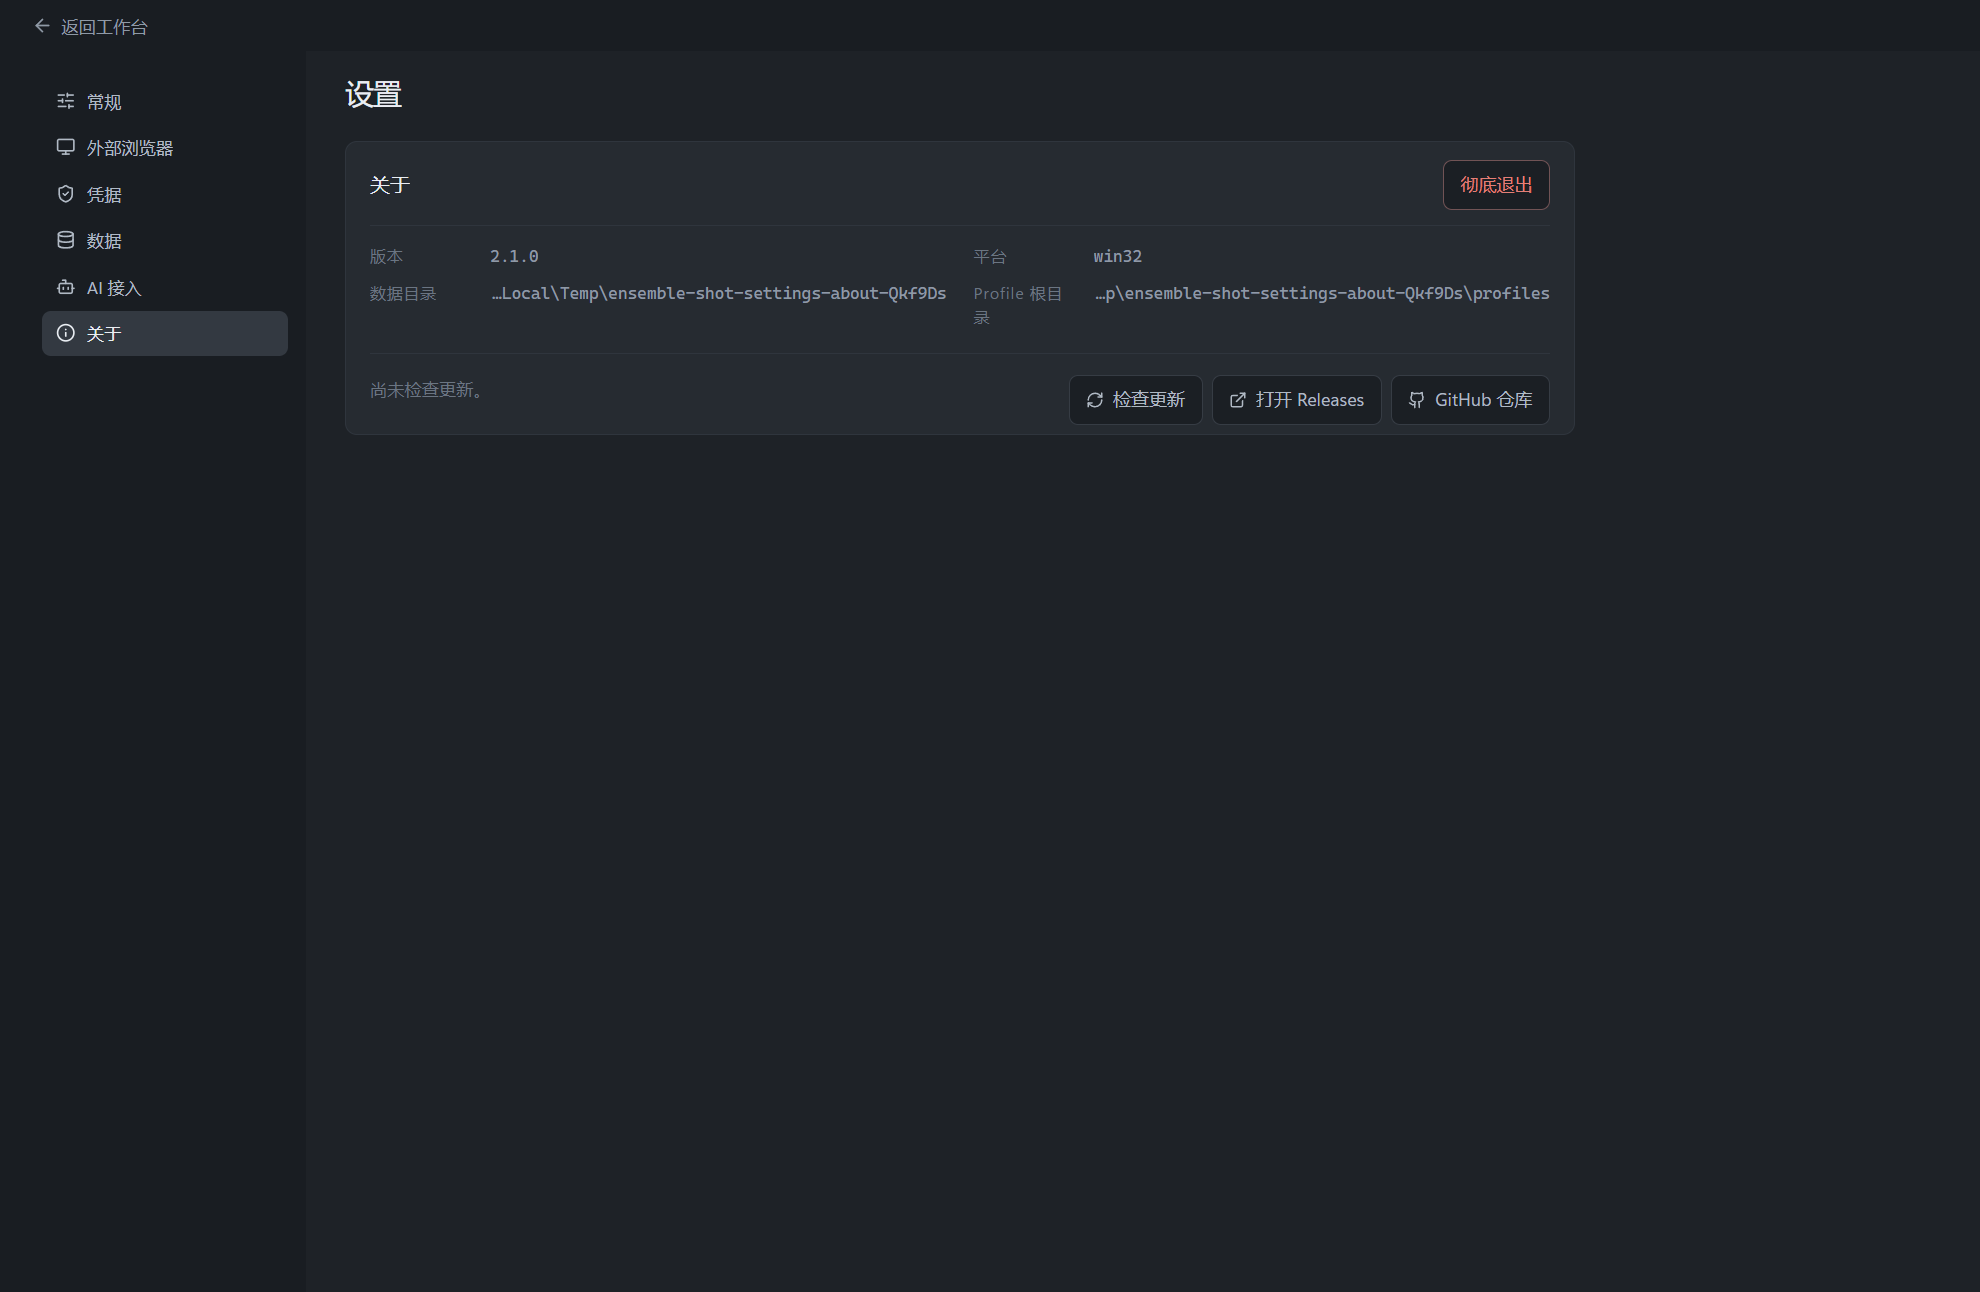 返回工作台
常规
外部浏览器
凭据
数据
AI 接入
关于
设置
关于
彻底退出
版本 2.1.0
平台 win32
数据目录 …Local\Temp\ensemble-shot-settings-about-Qkf9Ds
Profile 根目
录
…p\ensemble-shot-settings-about-Qkf9Ds\profiles
尚未检查更新。
检查更新
打开 Releases
GitHub 仓库